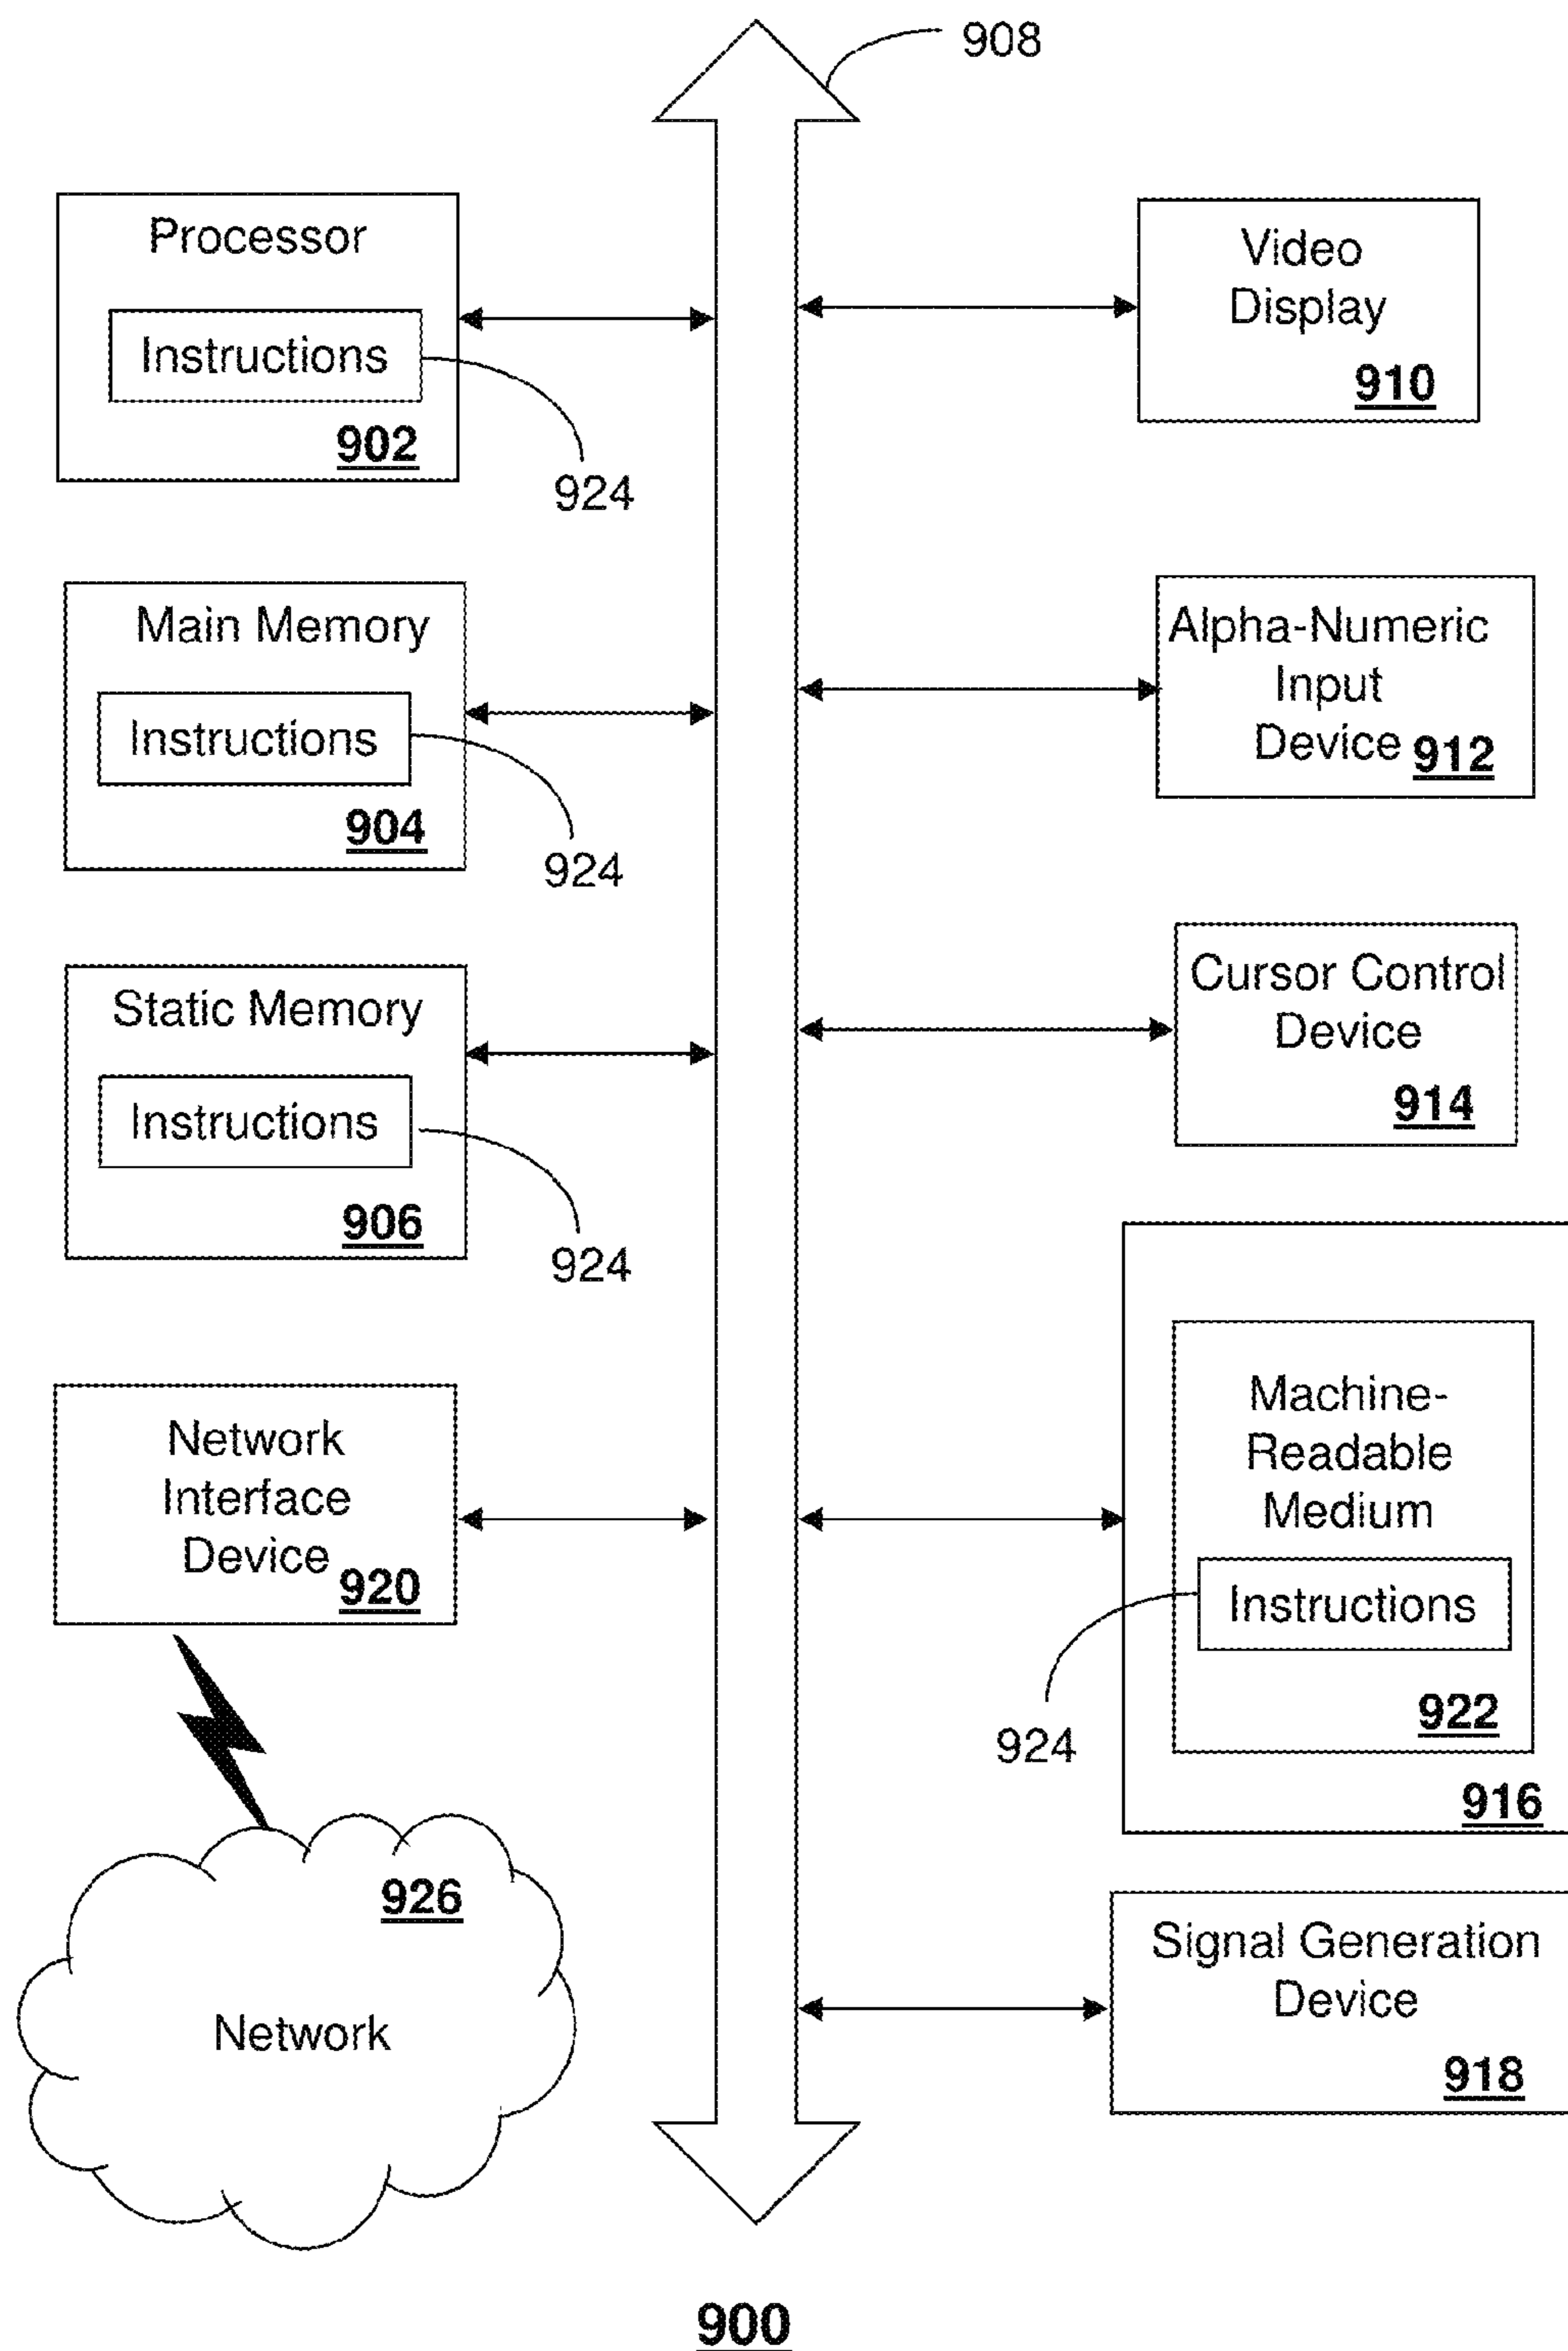 908
Processor
Instructions
902
924
Main Memory
Instructions
904
924
Static Memory
Instructions
906
924
Network
Interface
Device
920
926
Network
Video
Display
910
Alpha-Numeric
Input
Device
912
Cursor Control
Device
914
Machine-
Readable
Medium
Instructions
922
924
916
Signal Generation
Device
918
900